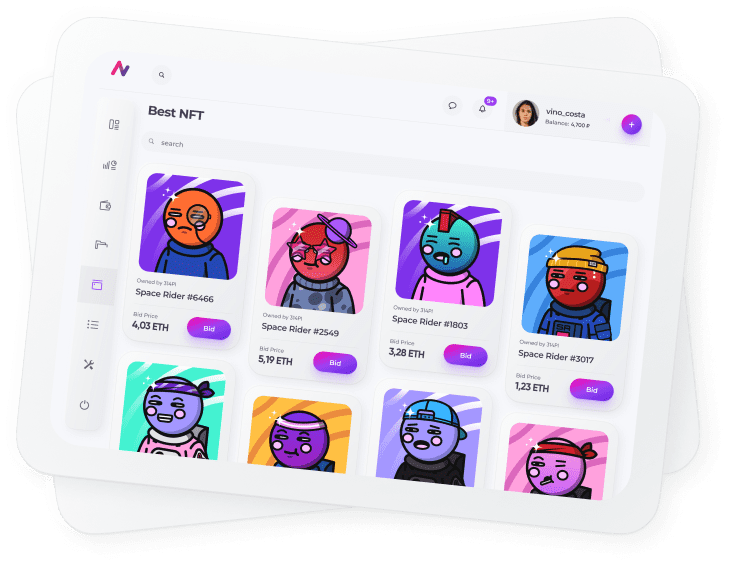 9+
vino_costa
Balance: 4,100 ₽
Best NFT
search
Owned by 314Pi
Space Rider #6466
Bid Price
4,03 ETH
Bid
Owned by 314Pi
Space Rider #2549
Bid Price
5,19 ETH
Bid
Owned by 314Pi
Space Rider #1803
Bid Price
3,28 ETH
Bid
Owned by 314Pi
Space Rider #3017
Bid Price
1,23 ETH
Bid